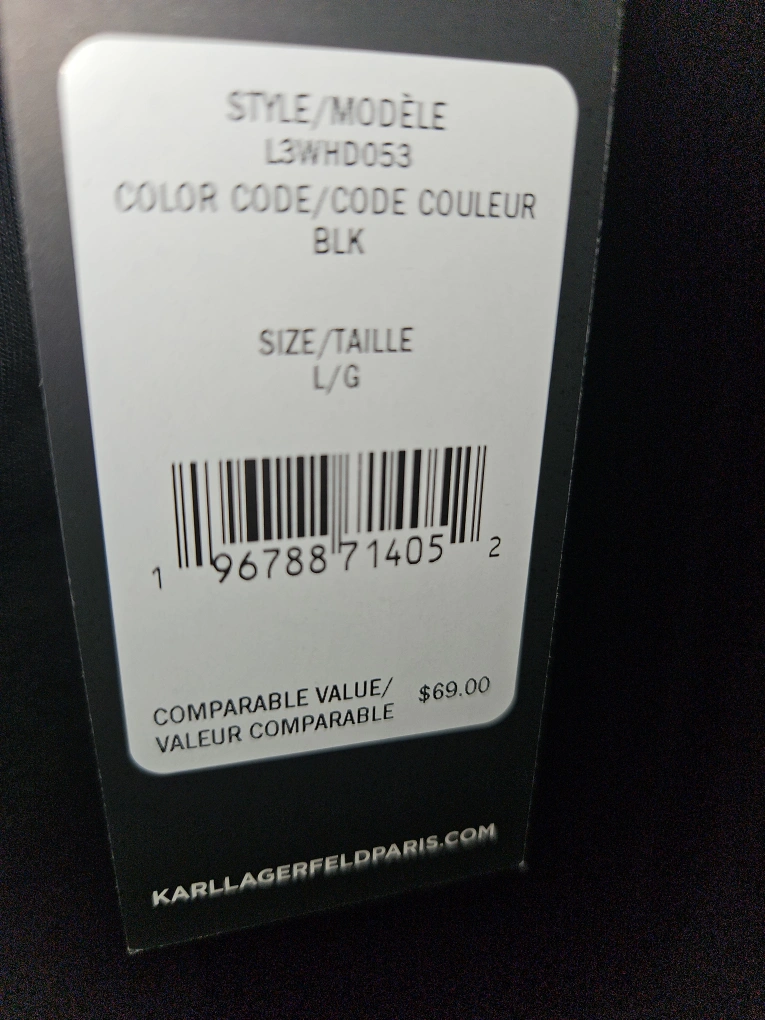 STYLE/MODÈLE
L3WHD053
COLOR CODE/CODE COULEUR
BLK
SIZE/TAILLE
L/G
1 96788 71405 2
COMPARABLE VALUE/ $69.00
VALEUR COMPARABLE
KARLLAGERFELDPARIS.COM